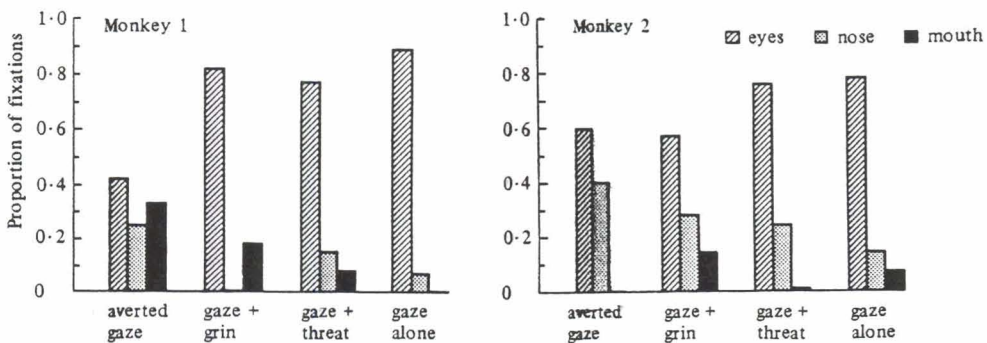 Monkey 1
Proportion of fixations
1·0
0·8
0·6
0·4
0·2
0
averted gaze
gaze + grin
gaze + threat
gaze alone
Monkey 2
eyes nose mouth
1·0
0·8
0·6
0·4
0·2
0
averted gaze
gaze + grin
gaze + threat
gaze alone